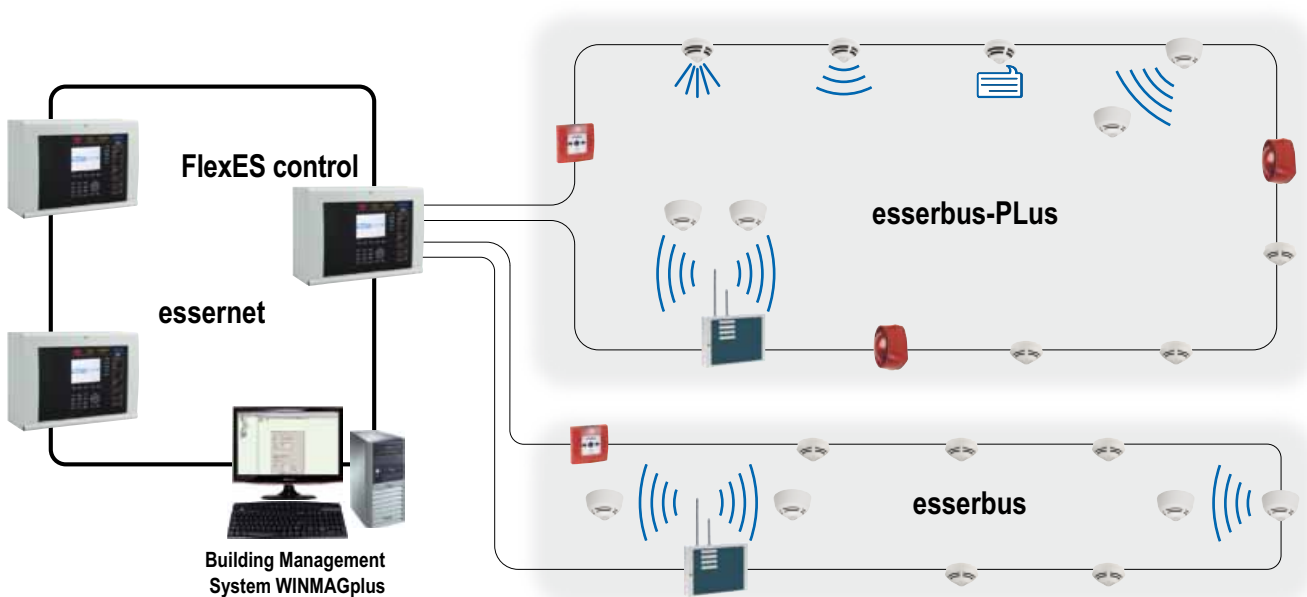 FlexES control
esserbus-PLus
essernet
esserbus
Building Management
System WINMAGplus